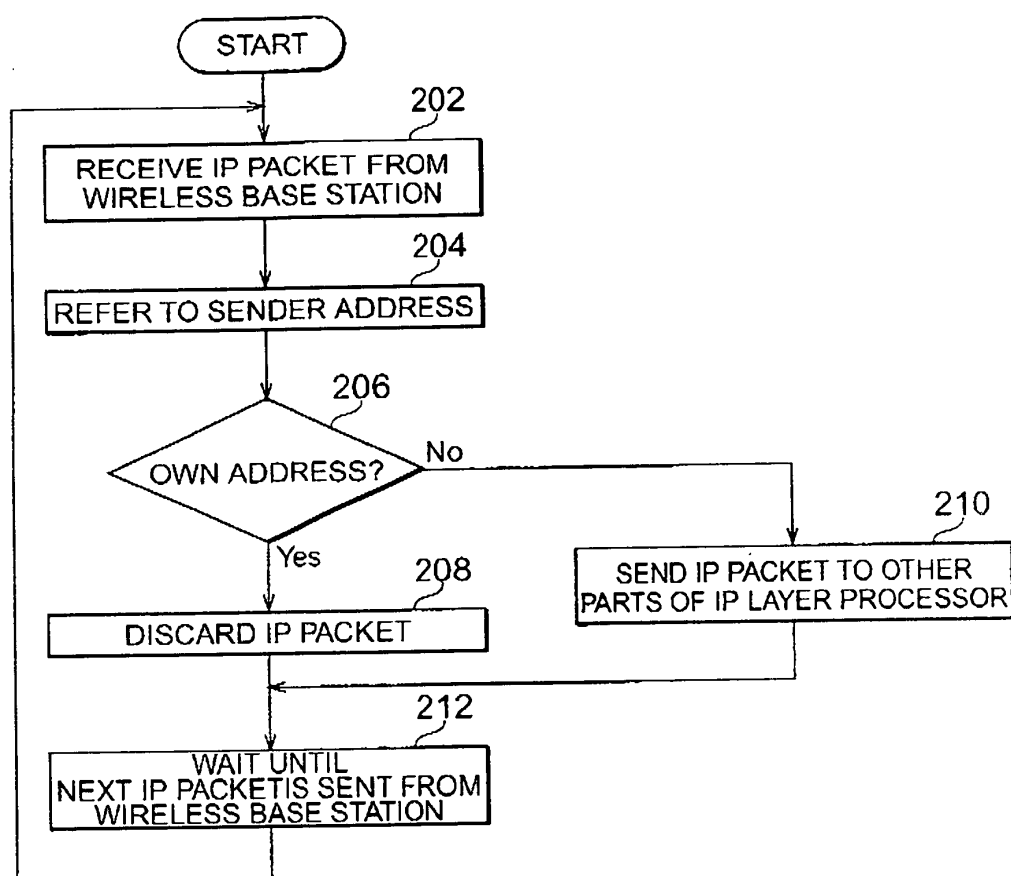 START
202
RECEIVE IP PACKET FROM
WIRELESS BASE STATION
204
REFER TO SENDER ADDRESS
206
OWN ADDRESS?
No
Yes
210
SEND IP PACKET TO OTHER
PARTS OF IP LAYER PROCESSOR
208
DISCARD IP PACKET
212
WAIT UNTIL
NEXT IP PACKETIS SENT FROM
WIRELESS BASE STATION